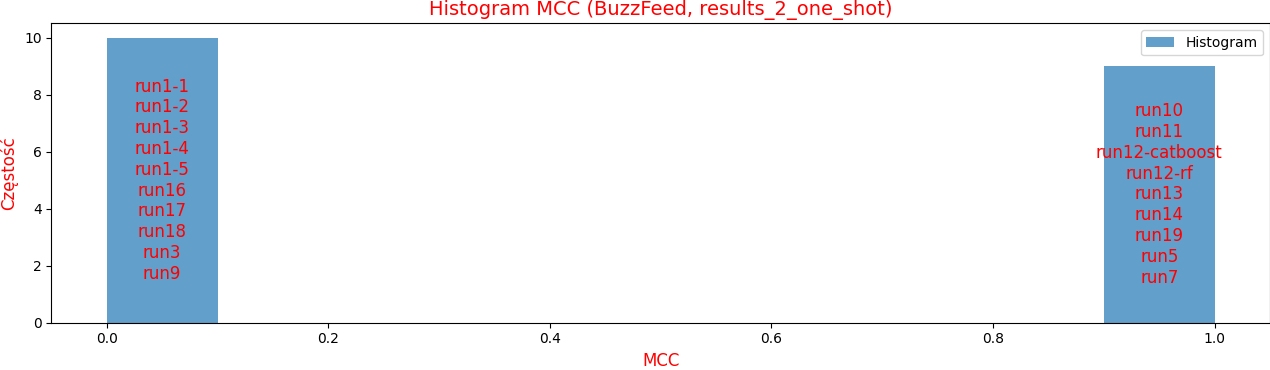 Histogram MCC (BuzzFeed, results_2_one_shot)
Histogram
Częstość
10
8
6
4
2
0
run1-1
run1-2
run1-3
run1-4
run1-5
run16
run17
run18
run3
run9
run10
run11
run12-catboost
run12-rf
run13
run14
run19
run5
run7
0.0 0.2 0.4 0.6 0.8 1.0
MCC